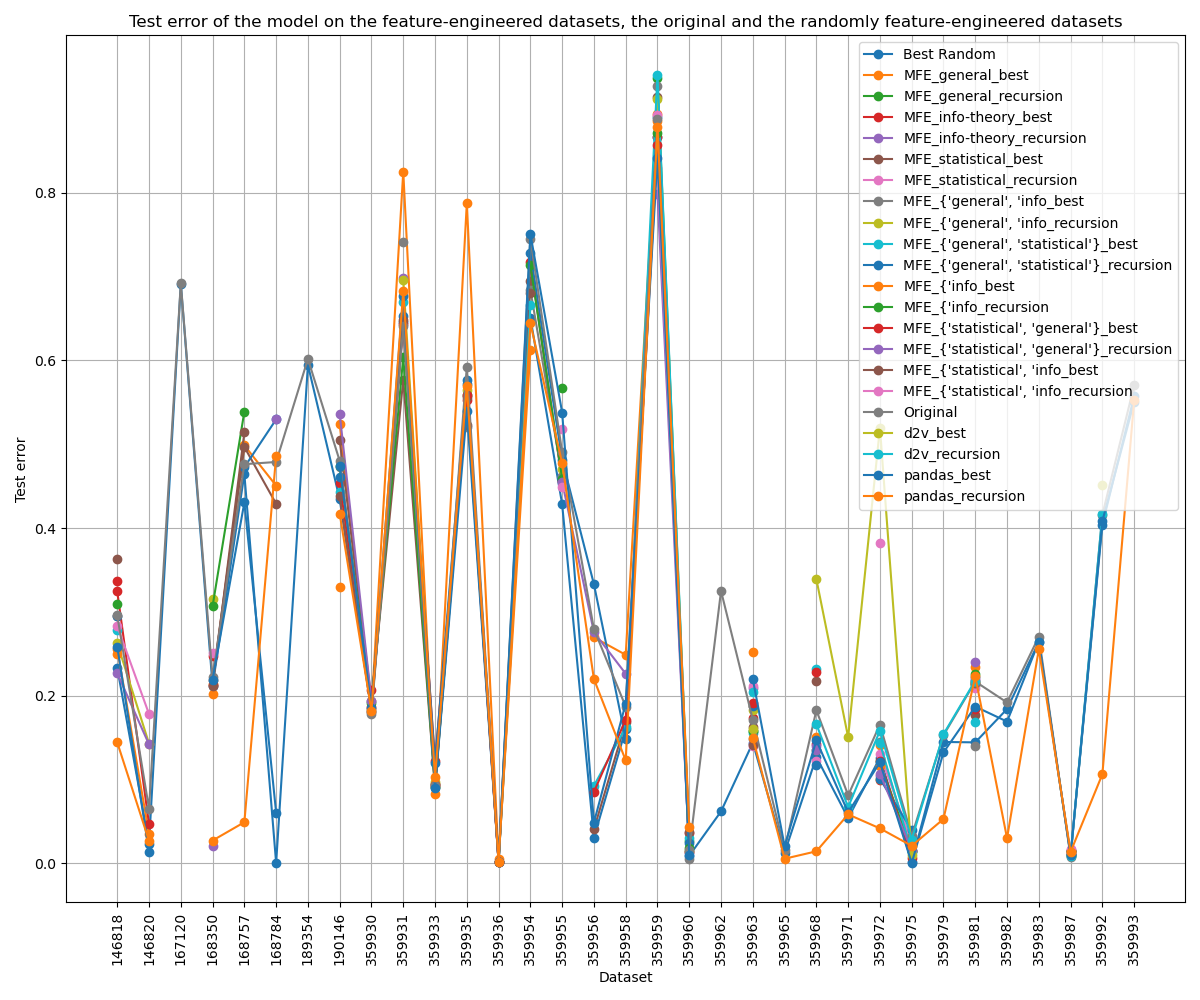 Test error of the model on the feature-engineered datasets, the original and the randomly feature-engineered datasets
Test error
0.8
0.6
0.4
0.2
0.0
Best Random
MFE_general_best
MFE_general_recursion
MFE_info-theory_best
MFE_info-theory_recursion
MFE_statistical_best
MFE_statistical_recursion
MFE_{'general', 'info_best
MFE_{'general', 'info_recursion
MFE_{'general', 'statistical'}_best
MFE_{'general', 'statistical'}_recursion
MFE_{'info_best
MFE_{'info_recursion
MFE_{'statistical', 'general'}_best
MFE_{'statistical', 'general'}_recursion
MFE_{'statistical', 'info_best
MFE_{'statistical', 'info_recursion
Original
d2v_best
d2v_recursion
pandas_best
pandas_recursion
146818
146820
167120
168350
168757
168784
189354
190146
359930
359931
359933
359935
359936
359954
359955
359956
359958
359959
359960
359962
359963
359965
359968
359971
359972
359975
359979
359981
359982
359983
359987
359992
359993
Dataset